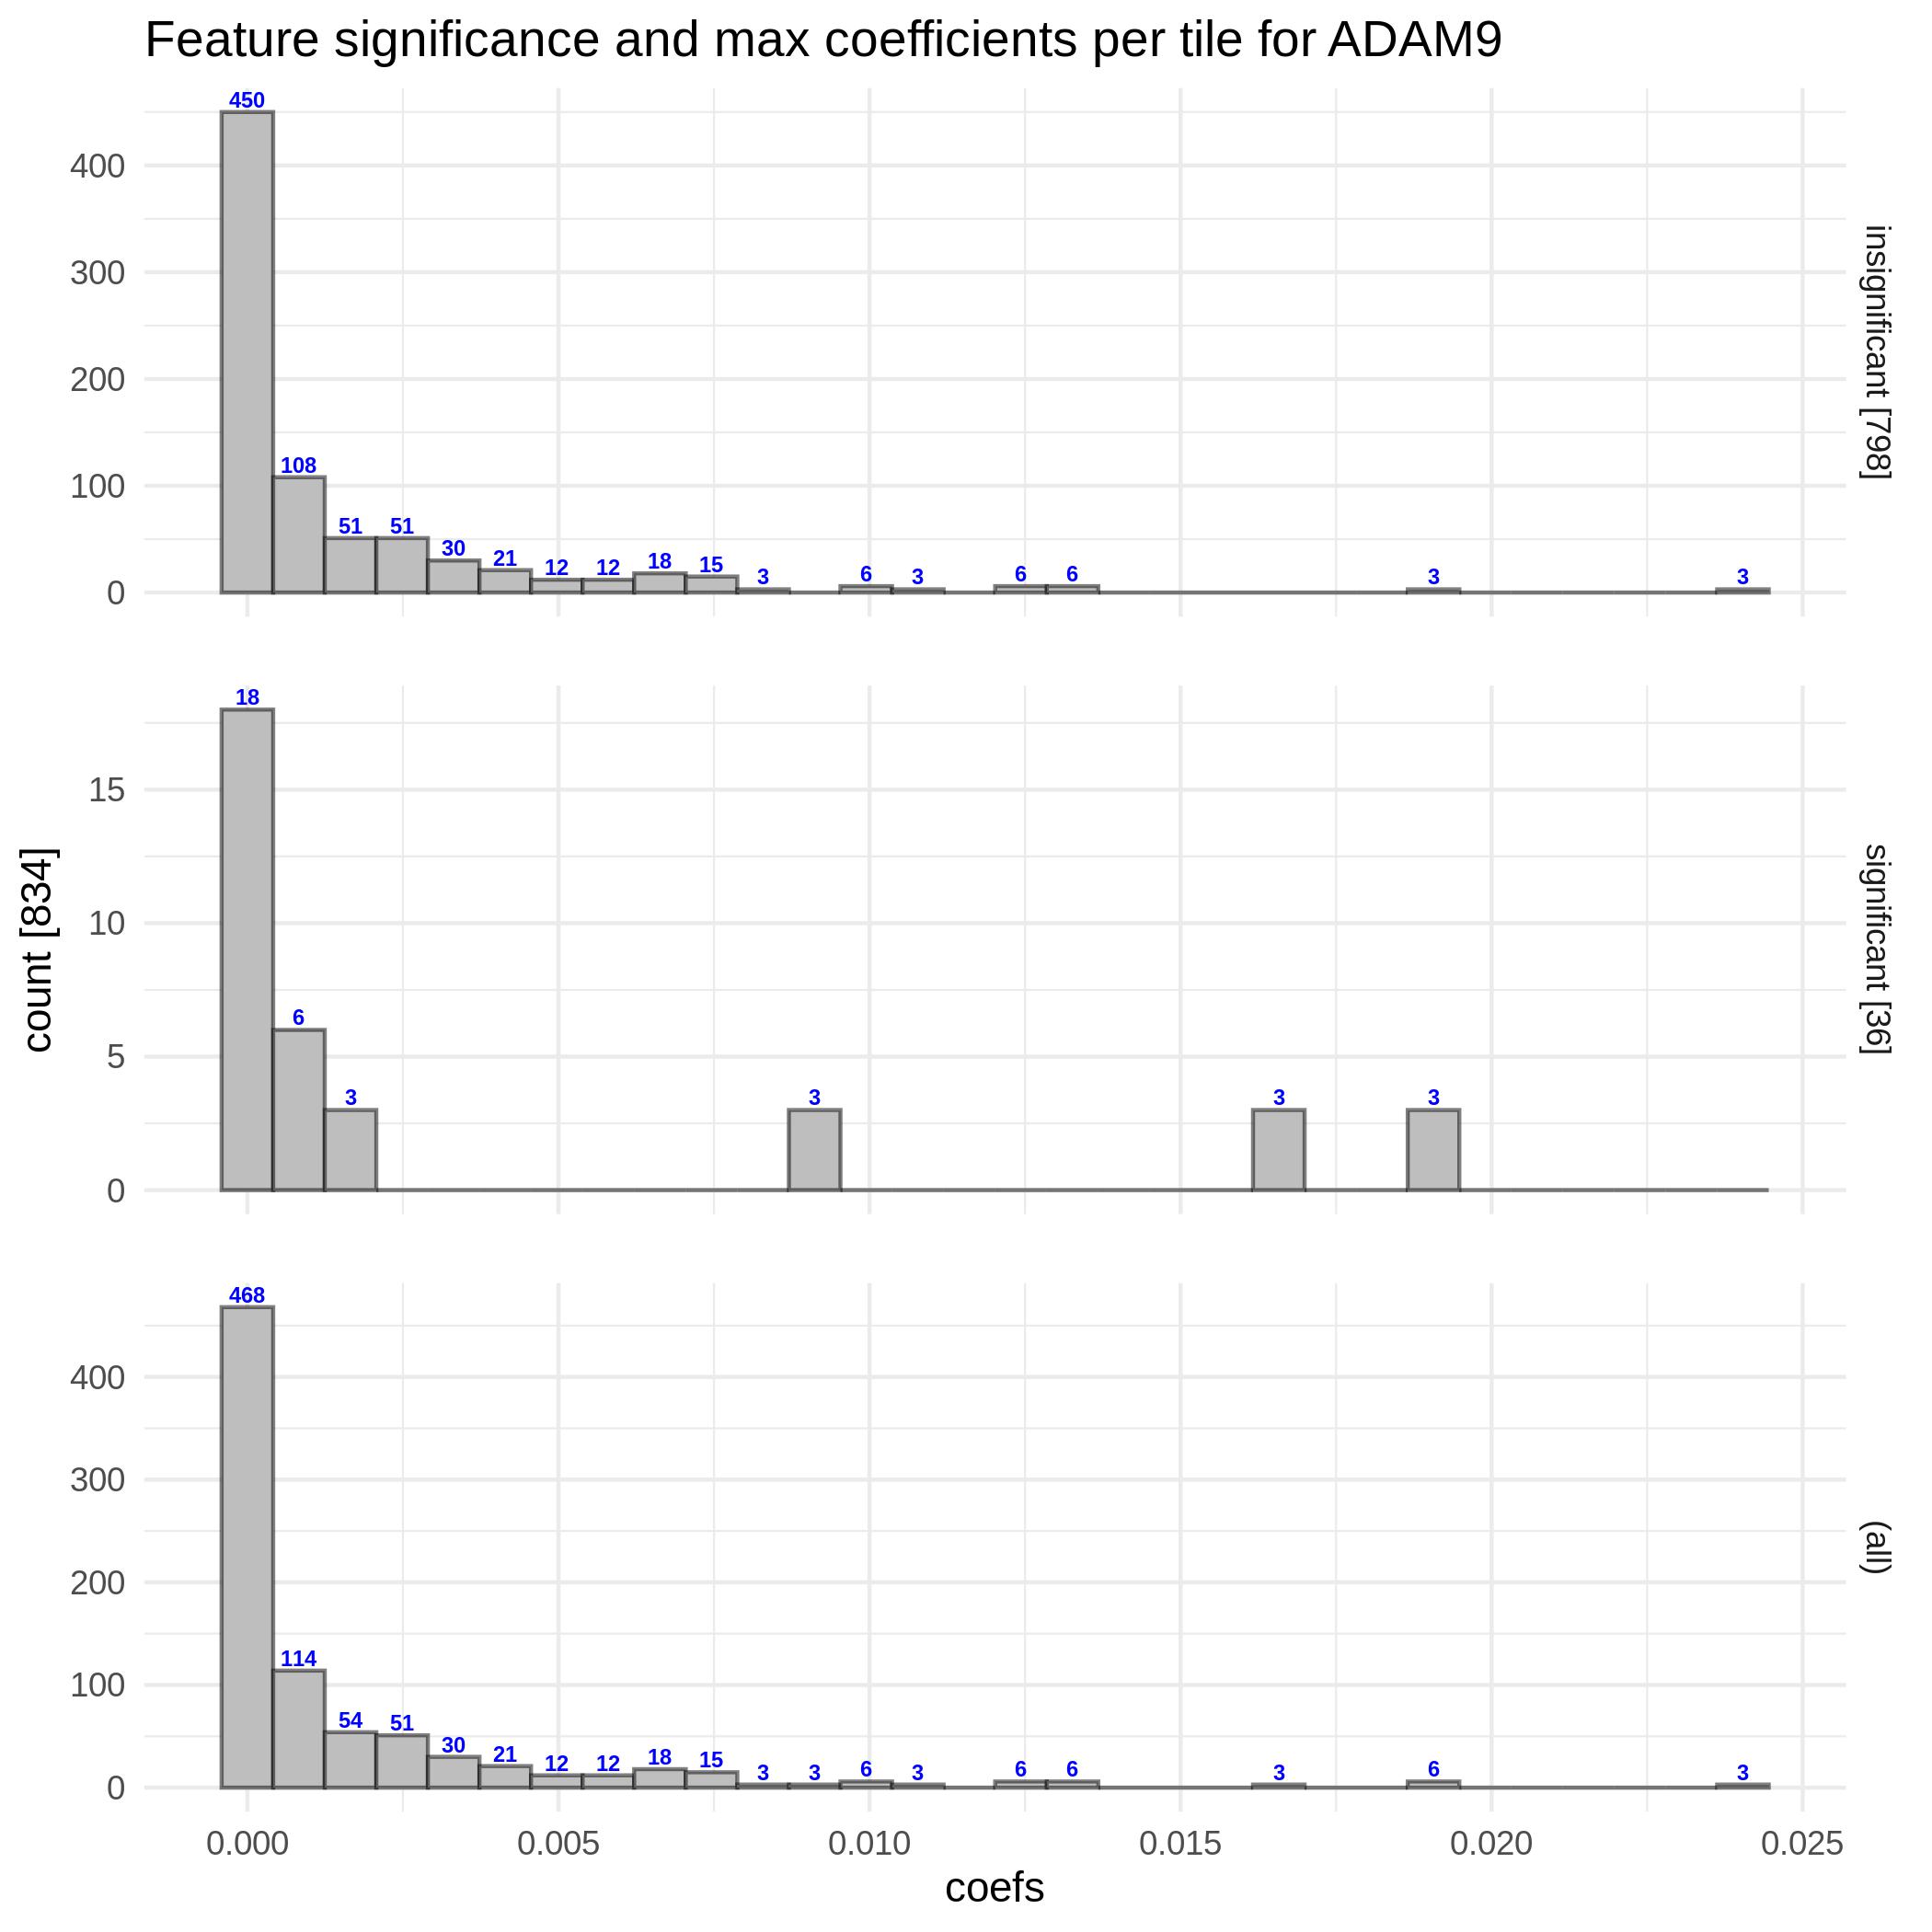 Feature significance and max coefficients per tile for ADAM9
450
400
300
200
108
100
51 51 30 21 12 12 18 15 3 6 3 6 6 3 3
0
insignificant [798]
18
15
10
6
5
3 3 3 3
0
significant [36]
count [834]
468
400
300
200
114
100
54 51 30 21 12 12 18 15 3 3 6 3 6 6 3 6 3
0
(all)
0.000 0.005 0.010 0.015 0.020 0.025
coefs